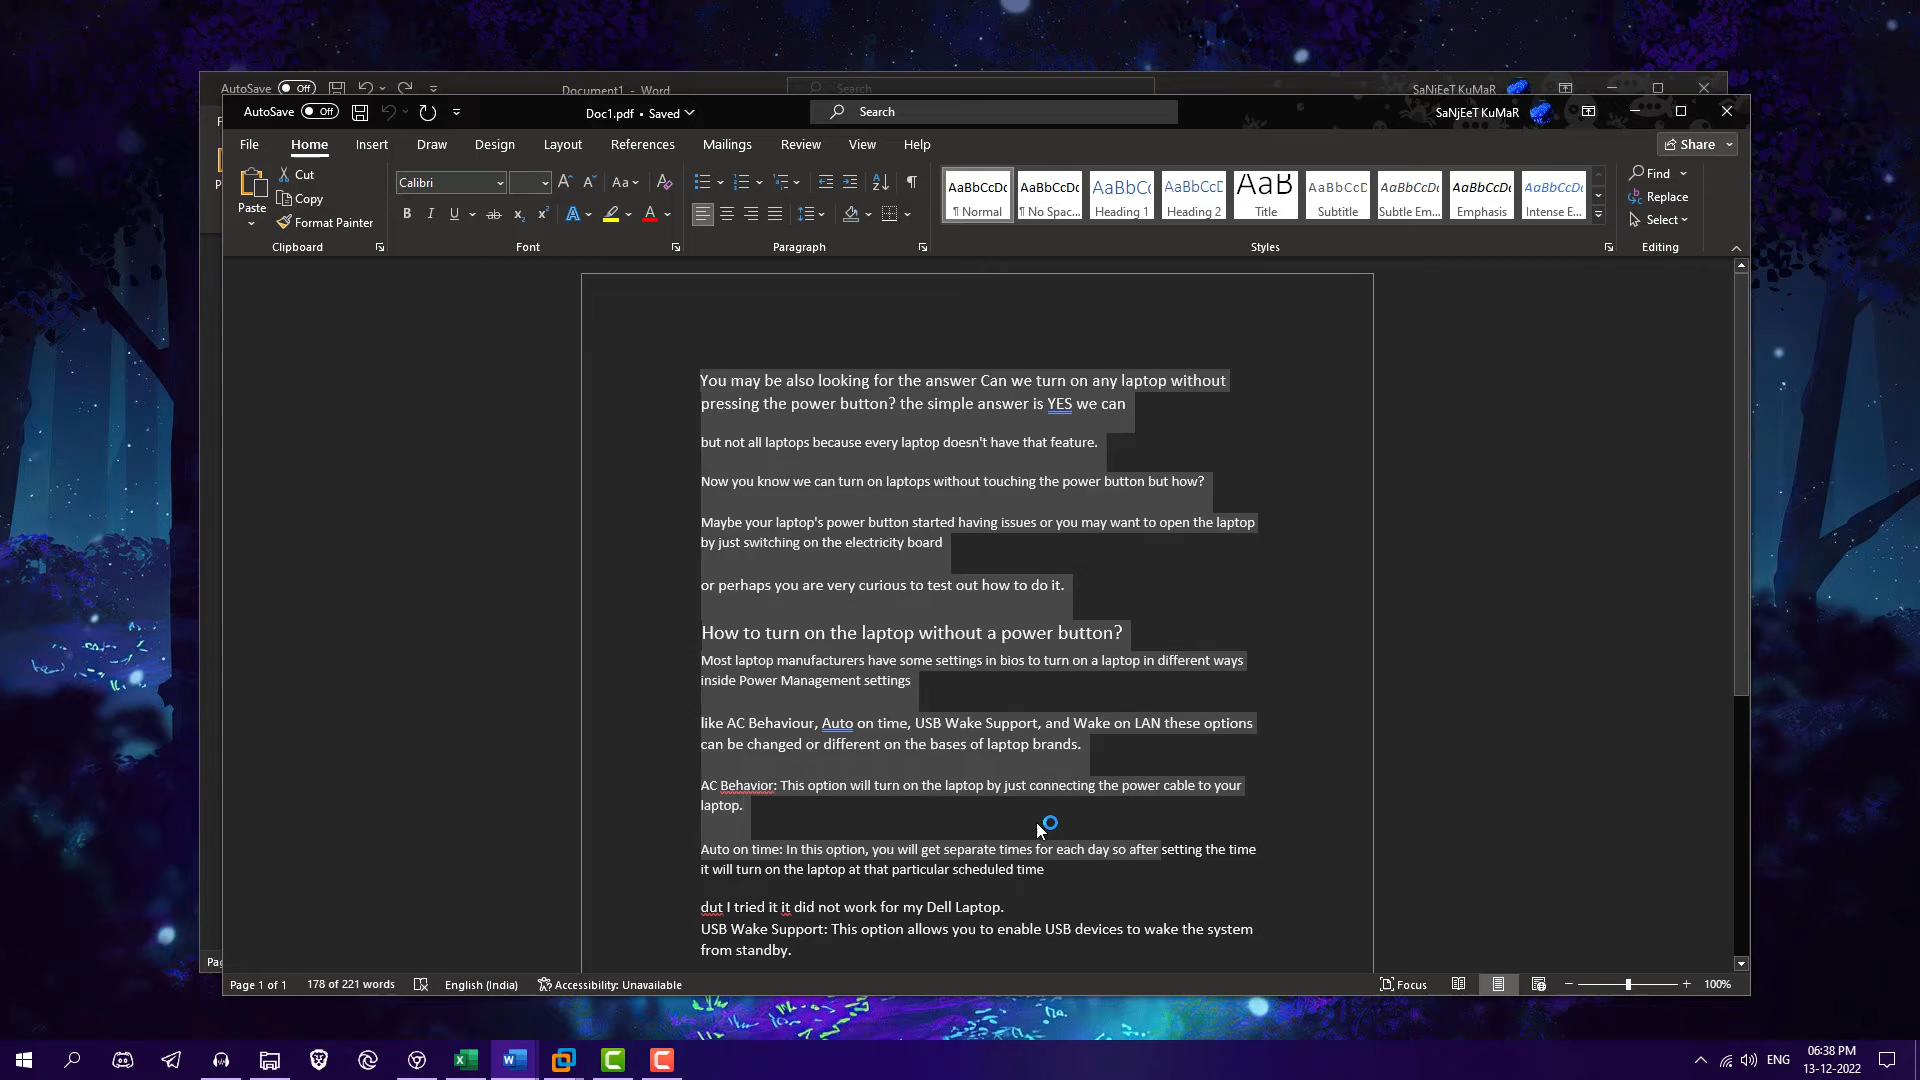 AutoSave Off Document1 - Word Search SaNjEeT KuMaR
AutoSave Off Doc1.pdf • Saved Search SaNjEeT KuMaR
File Home Insert Draw Design Layout References Mailings Review View Help Share
Paste Cut Copy Format Painter
Calibri
Aa
AaBbCcDc AaBbCcDc AaBbCc AaBbCcD AaB AaBbCcD AaBbCcDc AaBbCcDc AaBbCcDc
¶ Normal ¶ No Spac... Heading 1 Heading 2 Title Subtitle Subtle Em... Emphasis Intense E...
Find
Replace
Select
Clipboard Font Paragraph Styles Editing
You may be also looking for the answer Can we turn on any laptop without
pressing the power button? the simple answer is YES we can
but not all laptops because every laptop doesn't have that feature.
Now you know we can turn on laptops without touching the power button but how?
Maybe your laptop's power button started having issues or you may want to open the laptop
by just switching on the electricity board
or perhaps you are very curious to test out how to do it.
How to turn on the laptop without a power button?
Most laptop manufacturers have some settings in bios to turn on a laptop in different ways
inside Power Management settings
like AC Behaviour, Auto on time, USB Wake Support, and Wake on LAN these options
can be changed or different on the bases of laptop brands.
AC Behavior: This option will turn on the laptop by just connecting the power cable to your
laptop.
Auto on time: In this option, you will get separate times for each day so after setting the time
it will turn on the laptop at that particular scheduled time
dut I tried it it did not work for my Dell Laptop.
USB Wake Support: This option allows you to enable USB devices to wake the system
from standby.
Page 1 of 1 178 of 221 words English (India) Accessibility: Unavailable Focus 100%
ENG 06:38 PM
13-12-2022